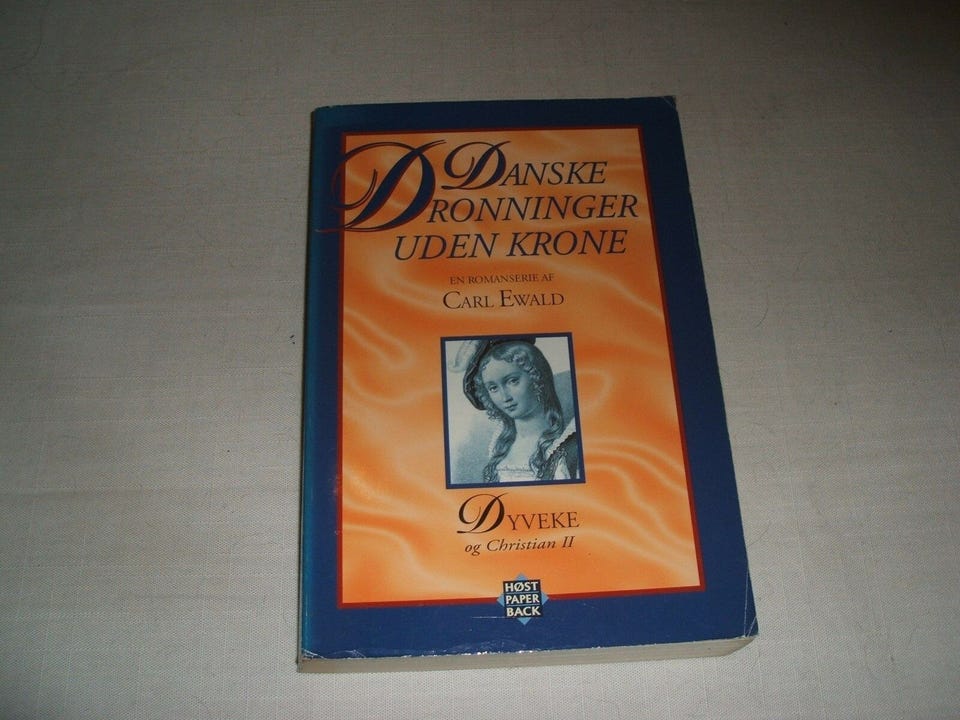 DANSKE
DRONNINGER
UDEN KRONE
EN ROMANSERIE AF
CARL EWALD
DYVEKE
og Christian II
HØST
PAPER
BACK